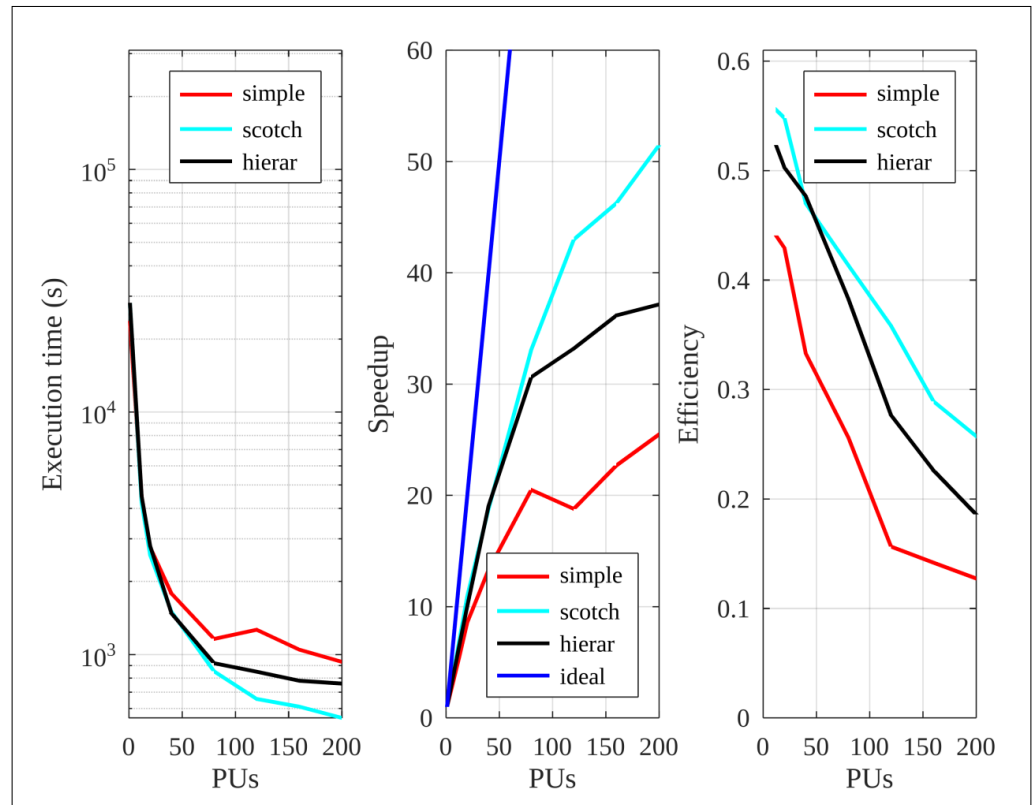 Execution time (s)
10^5
10^4
10^3
simple
scotch
hierar
0 50 100 150 200
PUs
Speedup
60
50
40
30
20
10
0
simple
scotch
hierar
ideal
0 50 100 150 200
PUs
Efficiency
0.6
0.5
0.4
0.3
0.2
0.1
0
simple
scotch
hierar
0 50 100 150 200
PUs